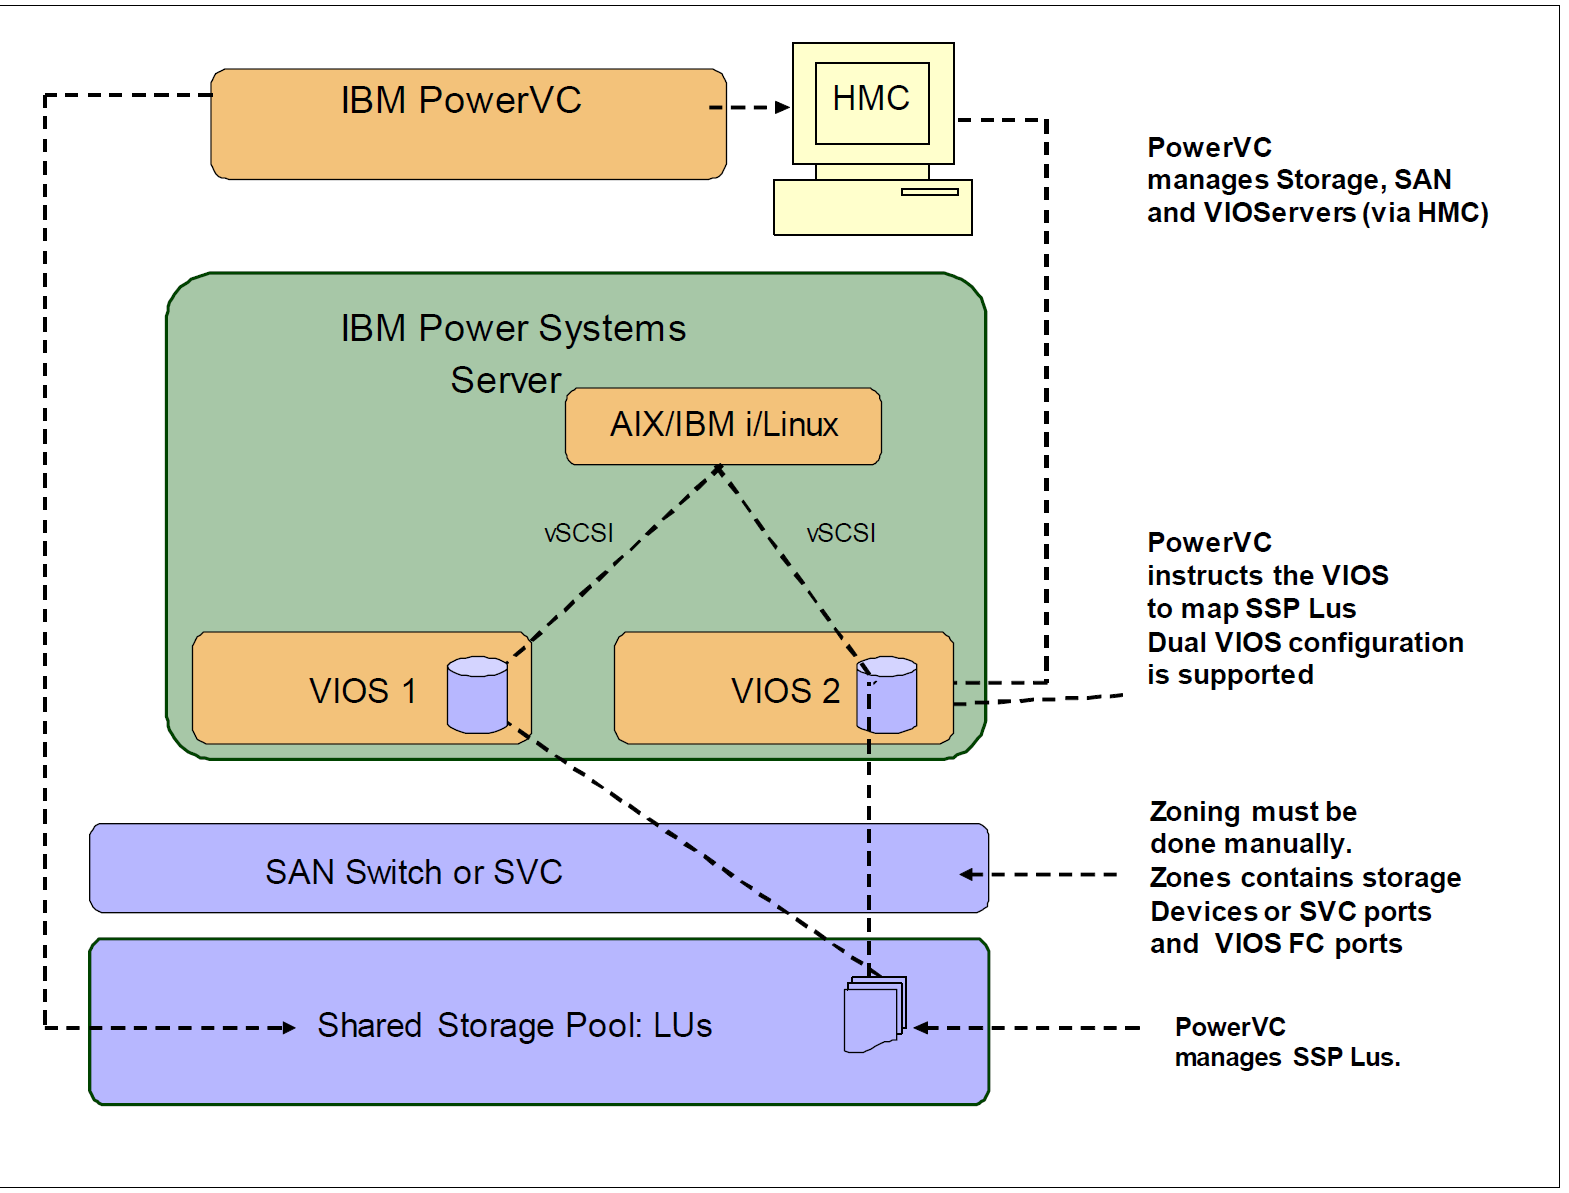 IBM PowerVC
HMC
PowerVC
manages Storage, SAN
and VIOServers (via HMC)
IBM Power Systems
Server
AIX/IBM i/Linux
vSCSI
vSCSI
PowerVC
instructs the VIOS
to map SSP Lus
Dual VIOS configuration
is supported
VIOS 1
VIOS 2
Zoning must be
done manually.
Zones contains storage
Devices or SVC ports
and VIOS FC ports
SAN Switch or SVC
Shared Storage Pool: LUs
PowerVC
manages SSP Lus.